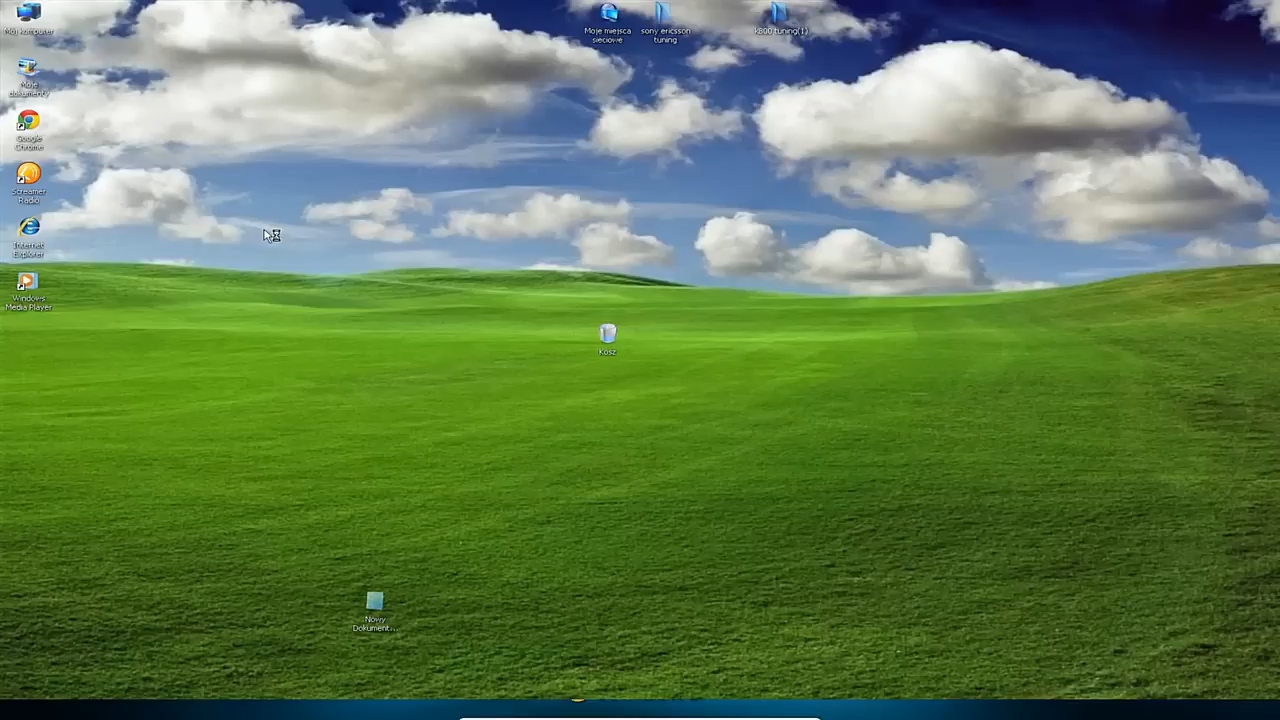 Mój komputer
Moje
dokumenty
Google
Chrome
Screamer
Radio
Internet
Explorer
Windows
Media Player
Moje miejsca
sieciowe
sony ericsson
tuning
k800 tuning(1)
Kosz
Nowy
Dokument...